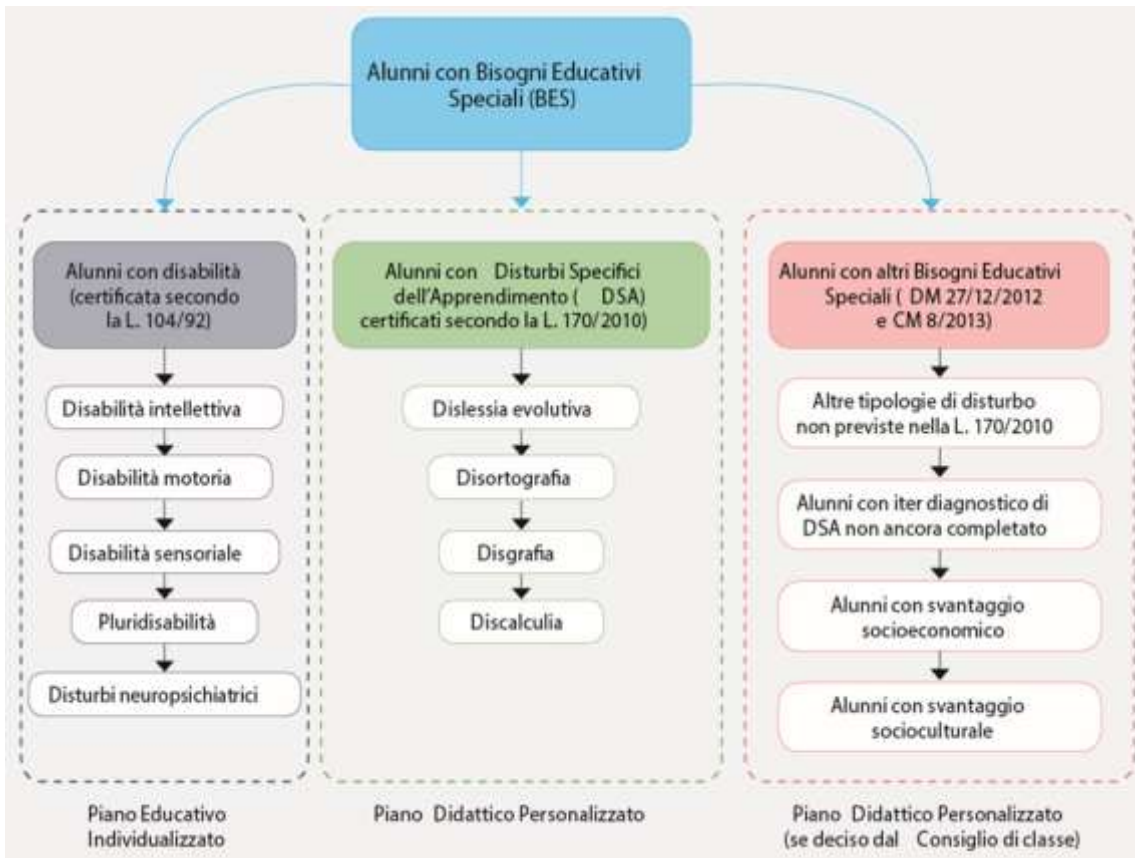 Alunni con Bisogni Educativi
Speciali (BES)
Alunni con disabilità
(certificata secondo
la L. 104/92)
Disabilità intellettiva
Disabilità motoria
Disabilità sensoriale
Pluridisabilità
Disturbi neuropsichiatrici
Piano Educativo
Individualizzato
Alunni con Disturbi Specifici
dell'Apprendimento ( DSA)
certificati secondo la L. 170/2010)
Dislessia evolutiva
Disortografia
Disgrafia
Discalculia
Piano Didattico Personalizzato
Alunni con altri Bisogni Educativi
Speciali ( DM 27/12/2012
e CM 8/2013)
Altre tipologie di disturbo
non previste nella L. 170/2010
Alunni con iter diagnostico di
DSA non ancora completato
Alunni con svantaggio
socioeconomico
Alunni con svantaggio
socioculturale
Piano Didattico Personalizzato
(se deciso dal Consiglio di classe)